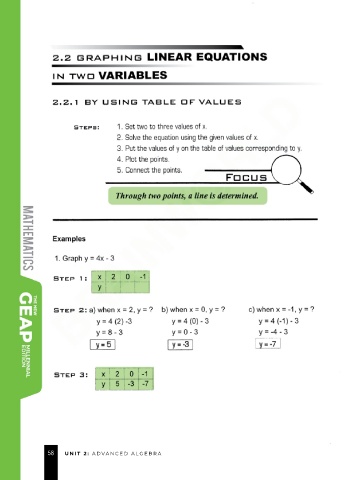 2.2 GRAPHING LINEAR EQUATIONS
IN TWO VARIABLES
2.2.1 BY USING TABLE OF VALUES
STEPS: 1. Set two to three values of x.
2. Solve the equation using the given values of x.
3. Put the values of y on the table of values corresponding to y.
4. Plot the points.
5. Connect the points.
FOCUS
Through two points, a line is determined.
Examples
1. Graph y = 4x - 3
STEP 1: x 2 0 -1
y
STEP 2: a) when x = 2, y = ? b) when x = 0, y = ? c) when x = -1, y = ?
y = 4 (2) -3 y = 4 (0) - 3 y = 4 (-1) - 3
y = 8 - 3 y = 0 - 3 y = -4 - 3
y = 5 y = -3 y = -7
STEP 3: x 2 0 -1
y 5 -3 -7
MATHEMATICS
THE NEW
GEAP
MILLENNIAL
EDITION
58 UNIT 2: ADVANCED ALGEBRA